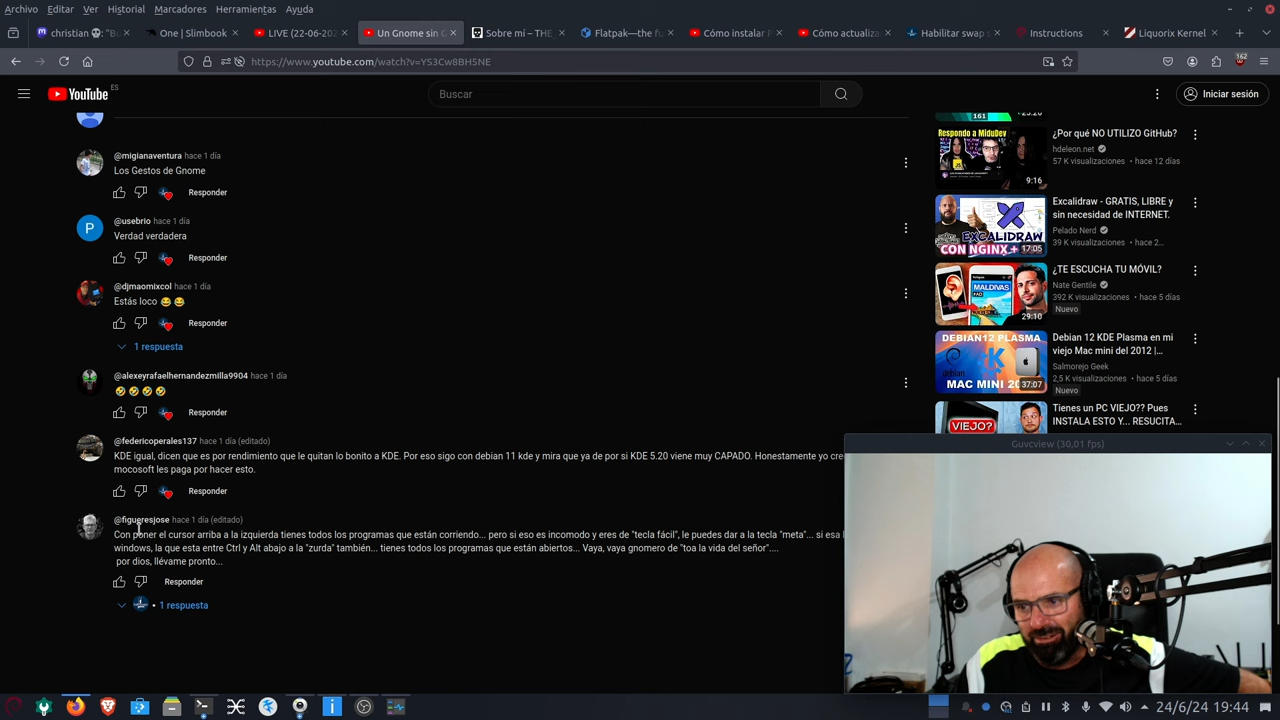 Archivo Editar Ver Historial Marcadores Herramientas Ayuda
christian 💀: "Bo
One | Slimbook
LIVE (22-06-202
Un Gnome sin G
Sobre mi – THE
Flatpak—the fu
Cómo instalar F
Cómo actualiza
Habilitar swap s
Instructions
Liquorix Kernel
https://www.youtube.com/watch?v=YS3Cw8BH5NE
162
YouTube ES
Buscar
Iniciar sesión
@migianaventura hace 1 día
Los Gestos de Gnome
Responder
P
@usebrio hace 1 día
Verdad verdadera
Responder
@djmaomixcol hace 1 día
Estás loco 😂 😂
Responder
1 respuesta
@alexeyrafaelhernandezmilla9904 hace 1 día
🤣 🤣 🤣 🤣
Responder
@federicoperales137 hace 1 día (editado)
KDE igual, dicen que es por rendimiento que le quitan lo bonito a KDE. Por eso sigo con debian 11 kde y mira que ya de por si KDE 5.20 viene muy CAPADO. Honestamente yo
mocosoft les paga por hacer esto.
Responder
@figueresjose hace 1 día (editado)
Con poner el cursor arriba a la izquierda tienes todos los programas que están corriendo... pero si eso es incomodo y eres de "tecla fácil", le puedes dar a la tecla "meta"... si esa
windows, la que esta entre Ctrl y Alt abajo a la "zurda" también... tienes todos los programas que están abiertos... Vaya, vaya gnomero de "toa la vida del señor"....
por dios, llévame pronto...
Responder
• 1 respuesta
161
Respondo a MiduDev
9:16
¿Por qué NO UTILIZO GitHub?
hdeleon.net
57 K visualizaciones • hace 12 días
EXCALIDRAW
CON NGINX +
17:05
Excalidraw - GRATIS, LIBRE y
sin necesidad de INTERNET.
Pelado Nerd
39 K visualizaciones • hace 2...
MALDIVAS
29:10
¿TE ESCUCHA TU MÓVIL?
Nate Gentile
392 K visualizaciones • hace 5 días
Nuevo
DEBIAN12 PLASMA
MAC MINI 20
37:07
Debian 12 KDE Plasma en mi
viejo Mac mini del 2012 |...
Salmorejo Geek
2,5 K visualizaciones • hace 5 días
Nuevo
VIEJO?
Tienes un PC VIEJO?? Pues
INSTALA ESTO Y... RESUCITA...
Guvcview (30,01 fps)
24/6/24 19:44